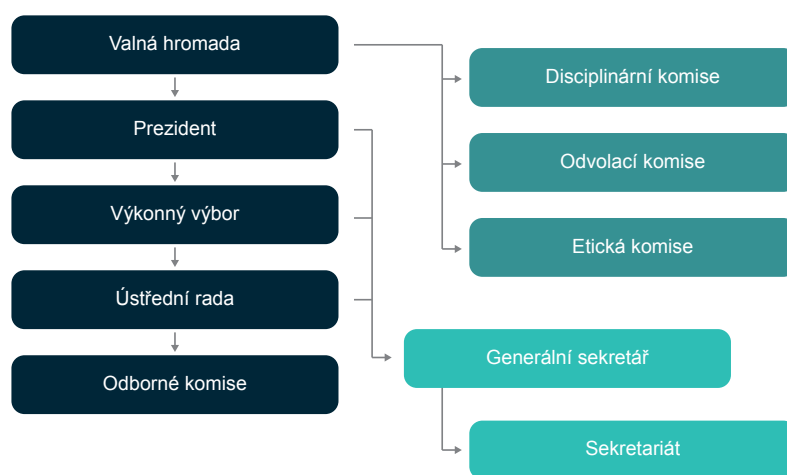 Valná hromada
Prezident
Výkonný výbor
Ústřední rada
Odborné komise
Disciplinární komise
Odvolací komise
Etická komise
Generální sekretář
Sekretariát